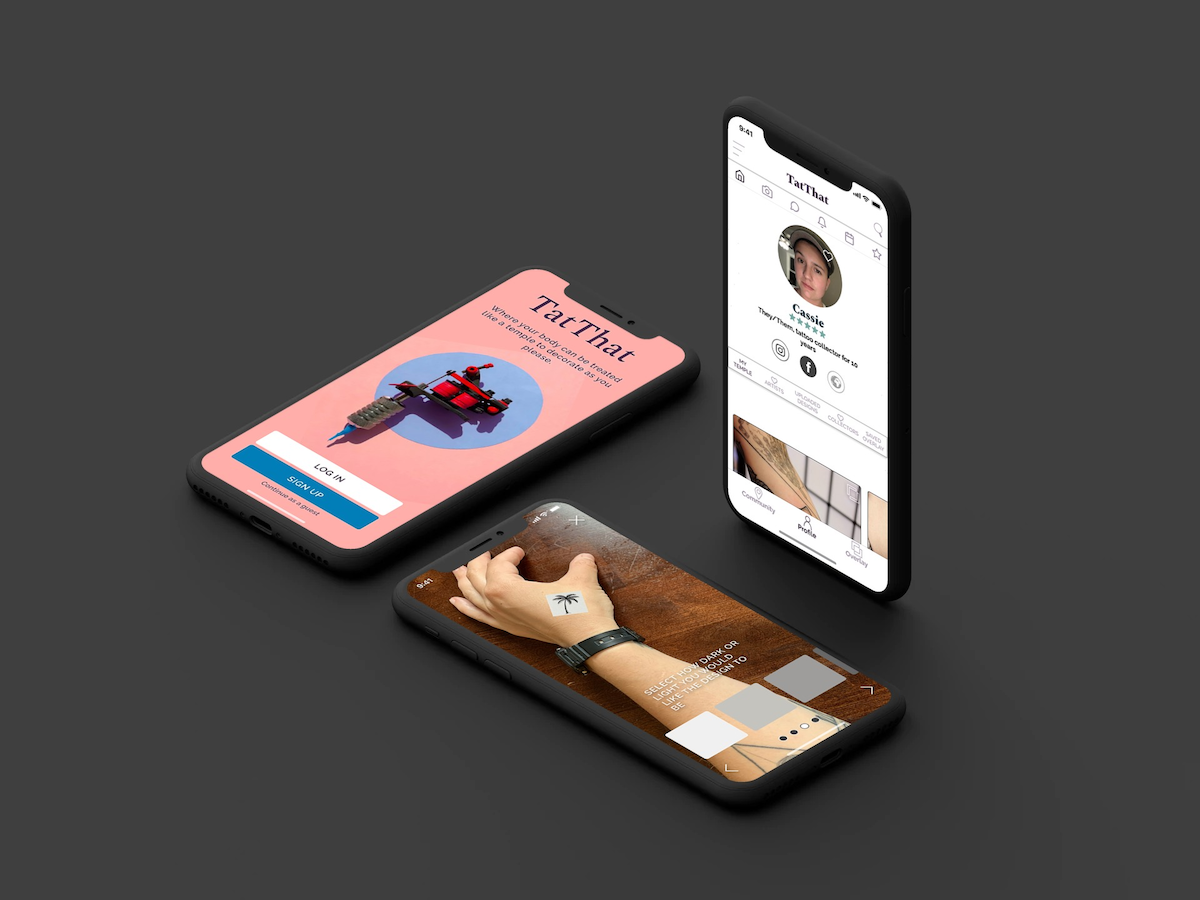 TatThat
Where your body can be treated
like a temple to decorate as you
please.
LOG IN
SIGN UP
Continue as a guest
9:41
TatThat
Cassie
They/Them, tattoo collector for 10
years
MY
TEMPLE
ARTISTS
UPLOADED
DESIGNS
COLLECTORS
SAVED
OVERLAY
Community
Profile
Overlay
9:41
SELECT HOW DARK OR
LIGHT YOU WOULD
LIKE THE DESIGN TO
BE